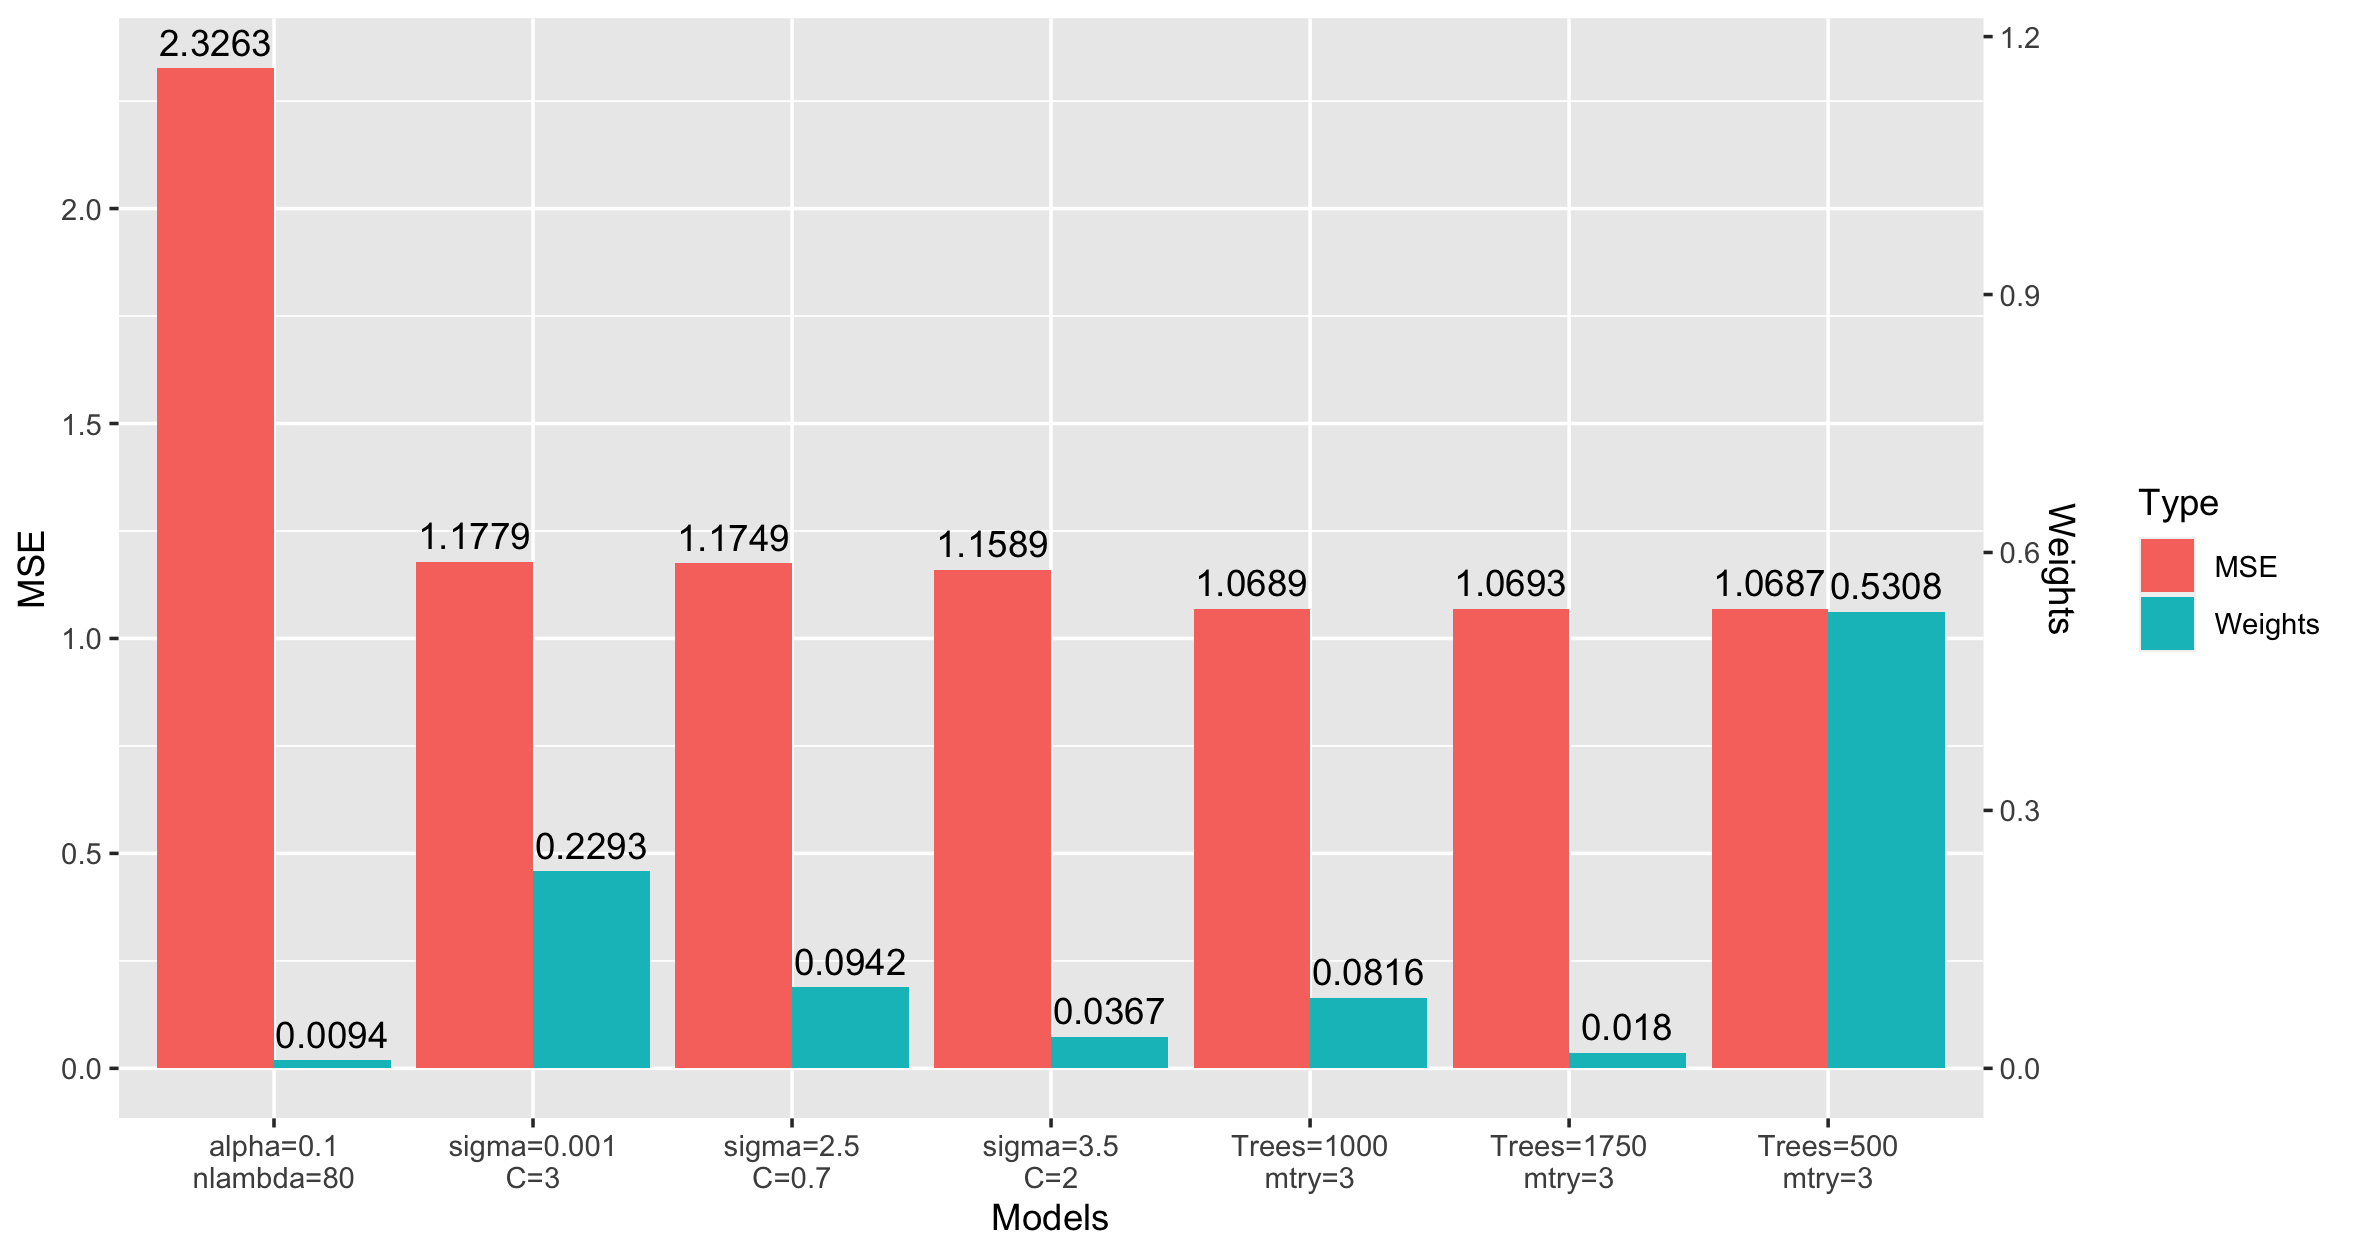 2.3263
1.2
2.0
0.9
1.5
1.1779
1.1749
1.1589
MSE
0.6
Weights
Type
MSE
Weights
1.0689
1.0693
1.0687
0.5308
1.0
0.2293
0.5
0.3
0.0942
0.0816
0.0367
0.018
0.0094
0.0
0.0
alpha=0.1
nlambda=80
sigma=0.001
C=3
sigma=2.5
C=0.7
sigma=3.5
C=2
Trees=1000
mtry=3
Trees=1750
mtry=3
Trees=500
mtry=3
Models